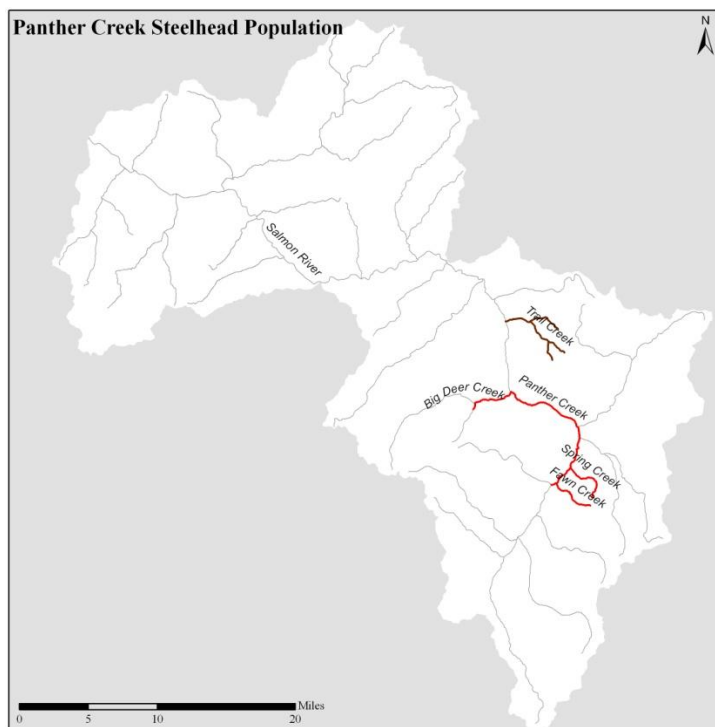 Panther Creek Steelhead Population
N
Salmon River
Trail Creek
Big Deer Creek
Panther Creek
Spring Creek
Fawn Creek
Miles
0 5 10 20